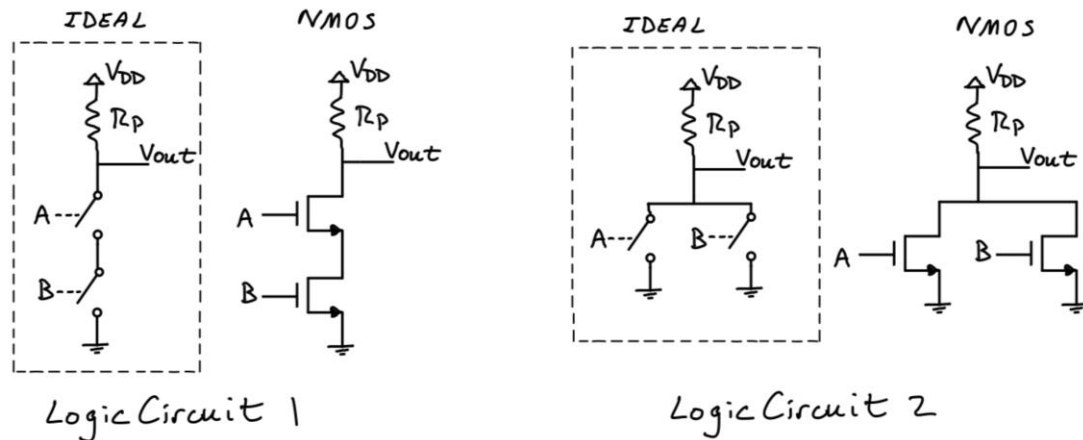 IDEAL
NMOS
IDEAL
NMOS
VDD
VDD
VDD
VDD
RP
RP
RP
RP
Vout
Vout
Vout
Vout
A
A
A
B
A
B
B
B
Logic Circuit 1
Logic Circuit 2